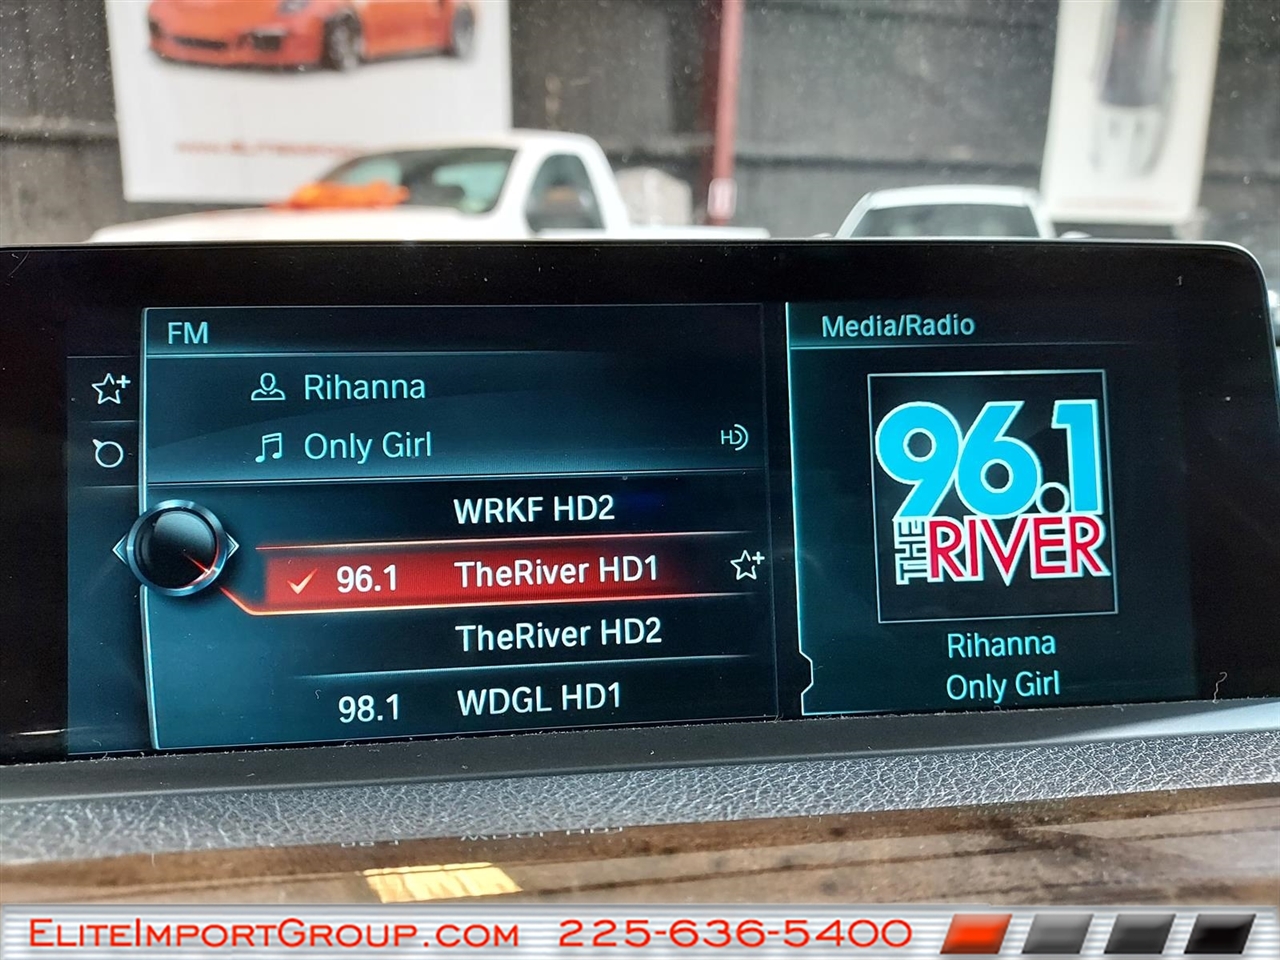 FM
Rihanna
Only Girl
HD
WRKF HD2
96.1 TheRiver HD1
TheRiver HD2
98.1 WDGL HD1
Media/Radio
96.1
THE RIVER
Rihanna
Only Girl
EliteImportGroup.com 225-636-5400